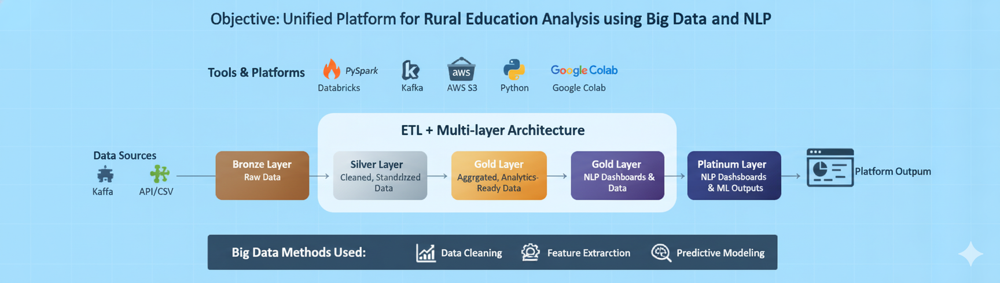 Objective: Unified Platform for Rural Education Analysis using Big Data and NLP
Tools & Platforms
PySpark
Databricks
Kafka
aws
AWS S3
Python
Google Colab
Google Colab
ETL + Multi-layer Architecture
Data Sources
Kaffa
API/CSV
Bronze Layer
Raw Data
Silver Layer
Cleaned, Standdrized
Data
Gold Layer
Aggrgated, Analytics-
Ready Data
Gold Layer
NLP Dashboards &
Data
Platinum Layer
NLP Dashsboards
& ML Outputs
Platform Outpum
Big Data Methods Used:
Data Cleaning
Feature Extrarction
Predictive Modeling